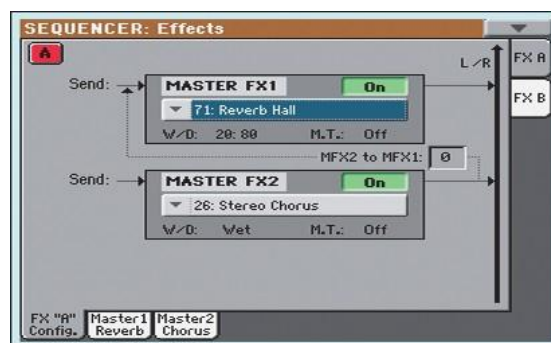 SEQUENCER: Effects
A
L/R
FX A
FX B
Send:
MASTER FX1
On
71: Reverb Hall
W/D: 20:80
M.T.: Off
MFX2 to MFX1: 0
Send:
MASTER FX2
On
26: Stereo Chorus
W/D: Wet
M.T.: Off
FX "A" Config.
Master1 Reverb
Master2 Chorus